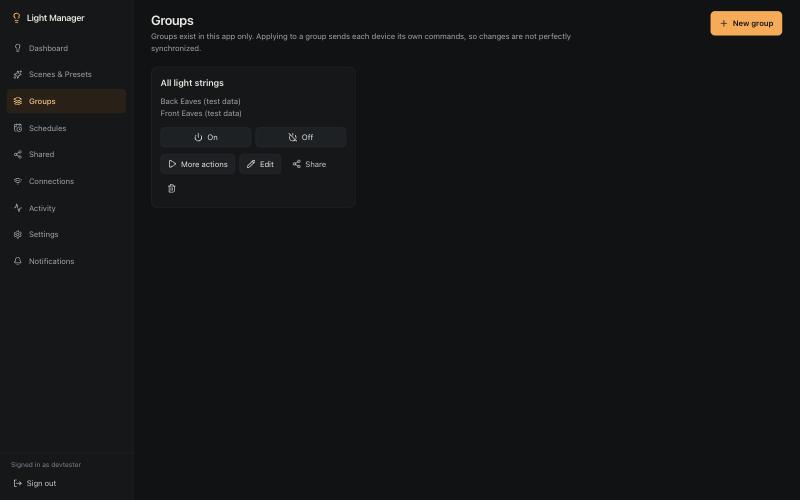 Light Manager
Dashboard
Scenes & Presets
Groups
Schedules
Shared
Connections
Activity
Settings
Notifications
Signed in as devtester
Sign out
Groups
Groups exist in this app only. Applying to a group sends each device its own commands, so changes are not perfectly
synchronized.
New group
All light strings
Back Eaves (test data)
Front Eaves (test data)
On
Off
More actions
Edit
Share